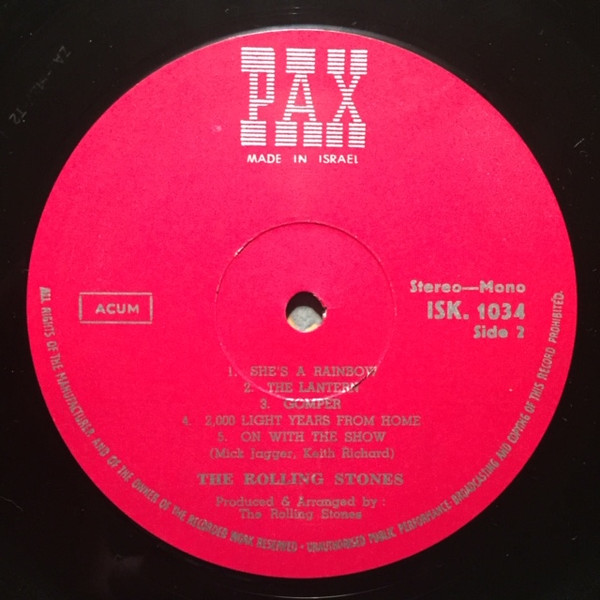 PAX
MADE IN ISRAEL
ACUM
Stereo—Mono
ISK. 1034
Side 2
1. SHE'S A RAINBOW
2. THE LANTERN
3. GOMPER
4. 2,000 LIGHT YEARS FROM HOME
5. ON WITH THE SHOW
(Mick Jagger, Keith Richard)
THE ROLLING STONES
Produced & Arranged by :
The Rolling Stones
ALL RIGHTS OF THE MANUFACTURER AND OF THE OWNER OF THE RECORDED WORK RESERVED • UNAUTHORISED PUBLIC PERFORMANCE BROADCASTING AND COPYING OF THIS RECORD PROHIBITED.